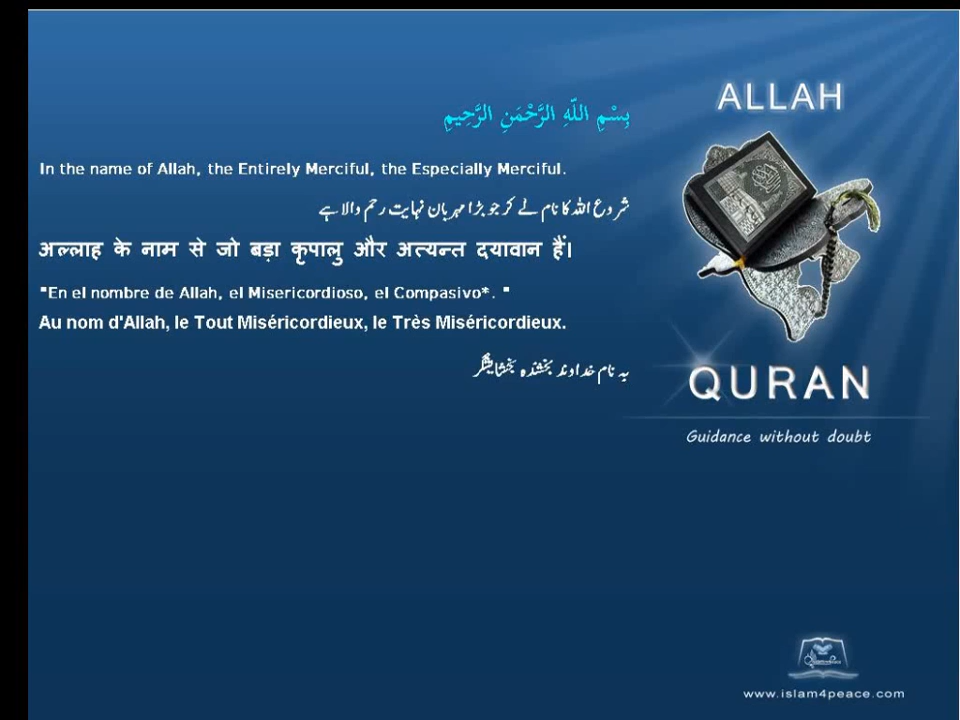 بِسْمِ اللَّهِ الرَّحْمَنِ الرَّحِيمِ
In the name of Allah, the Entirely Merciful, the Especially Merciful.
شروع الله کا نام لے کر جو بڑا مہربان نہایت رحم والا ہے
अल्लाह के नाम से जो बड़ा कृपालु और अत्यन्त दयावान हैं।
"En el nombre de Allah, el Misericordioso, el Compasivo*. "
Au nom d'Allah, le Tout Miséricordieux, le Très Miséricordieux.
به نام خداوند بخشنده بخشایشگر
ALLAH
QURAN
Guidance without doubt
www.islam4peace.com